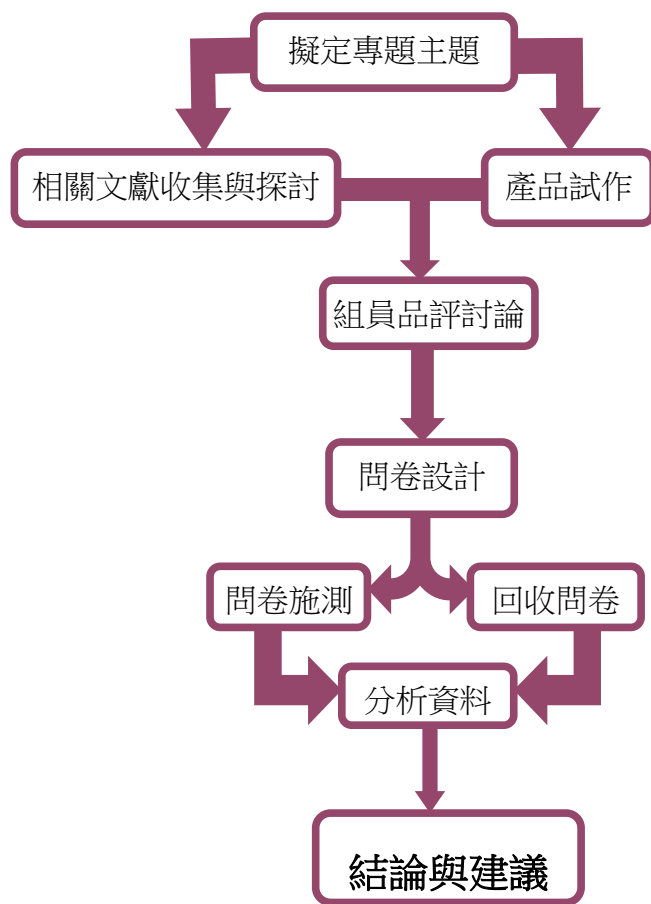 擬定專題主題
相關文獻收集與探討
產品試作
組員品評討論
問卷設計
問卷施測
回收問卷
分析資料
結論與建議